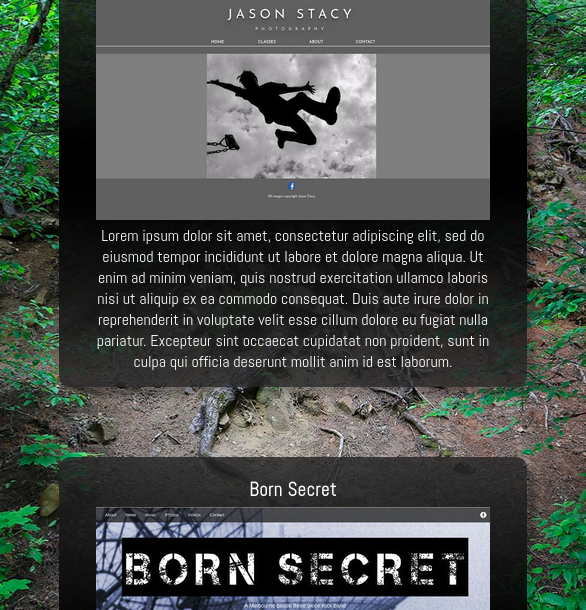 JASON STACY
PHOTOGRAPHY
HOME CLASSES ABOUT CONTACT
All images copyright Jason Stacy
Lorem ipsum dolor sit amet, consectetur adipiscing elit, sed do
eiusmod tempor incididunt ut labore et dolore magna aliqua. Ut
enim ad minim veniam, quis nostrud exercitation ullamco laboris
nisi ut aliquip ex ea commodo consequat. Duis aute irure dolor in
reprehenderit in voluptate velit esse cillum dolore eu fugiat nulla
pariatur. Excepteur sint occaecat cupidatat non proident, sunt in
culpa qui officia deserunt mollit anim id est laborum.
Born Secret
About News Music Photos Videos Contact
BORN SECRET
A Melbourne based three piece rock band